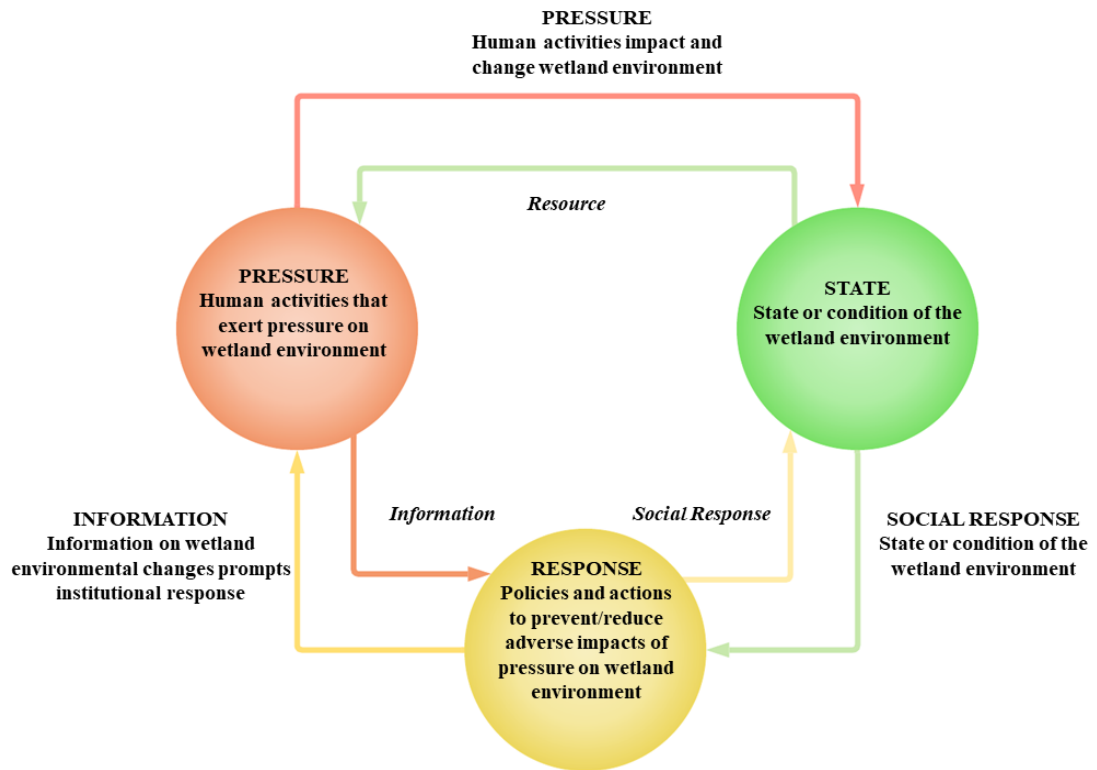 PRESSURE
Human activities impact and
change wetland environment
Resource
PRESSURE
Human activities that
exert pressure on
wetland environment
STATE
State or condition of the
wetland environment
INFORMATION
Information on wetland
environmental changes prompts
institutional response
Information
Social Response
SOCIAL RESPONSE
State or condition of the
wetland environment
RESPONSE
Policies and actions
to prevent/reduce
adverse impacts of
pressure on wetland
environment